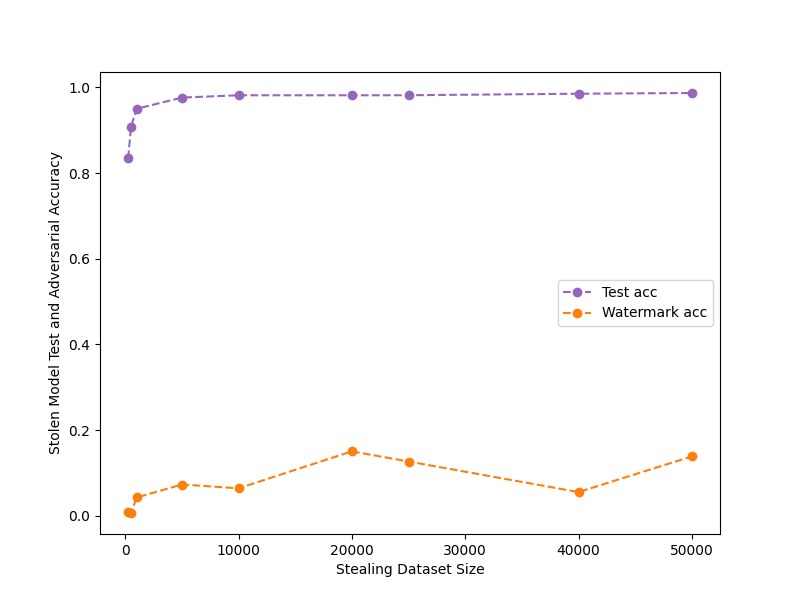 1.0
0.8
0.6
0.4
0.2
0.0
Stolen Model Test and Adversarial Accuracy
Test acc
Watermark acc
0 10000 20000 30000 40000 50000
Stealing Dataset Size